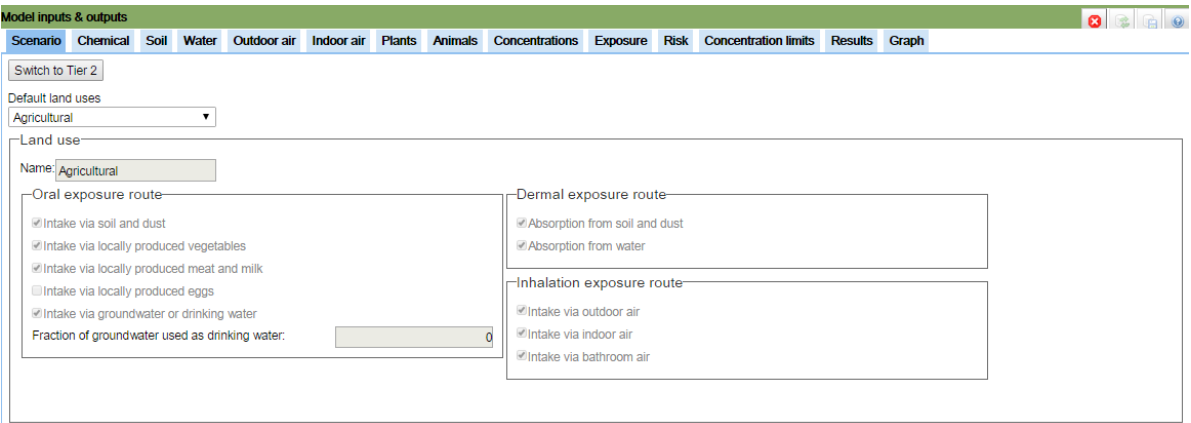 Model inputs & outputs
Scenario Chemical Soil Water Outdoor air Indoor air Plants Animals Concentrations Exposure Risk Concentration limits Results Graph
Switch to Tier 2
Default land uses
Agricultural
Land use
Name: Agricultural
Oral exposure route
Intake via soil and dust
Intake via locally produced vegetables
Intake via locally produced meat and milk
Intake via locally produced eggs
Intake via groundwater or drinking water
Fraction of groundwater used as drinking water: 0
Dermal exposure route
Absorption from soil and dust
Absorption from water
Inhalation exposure route
Intake via outdoor air
Intake via indoor air
Intake via bathroom air